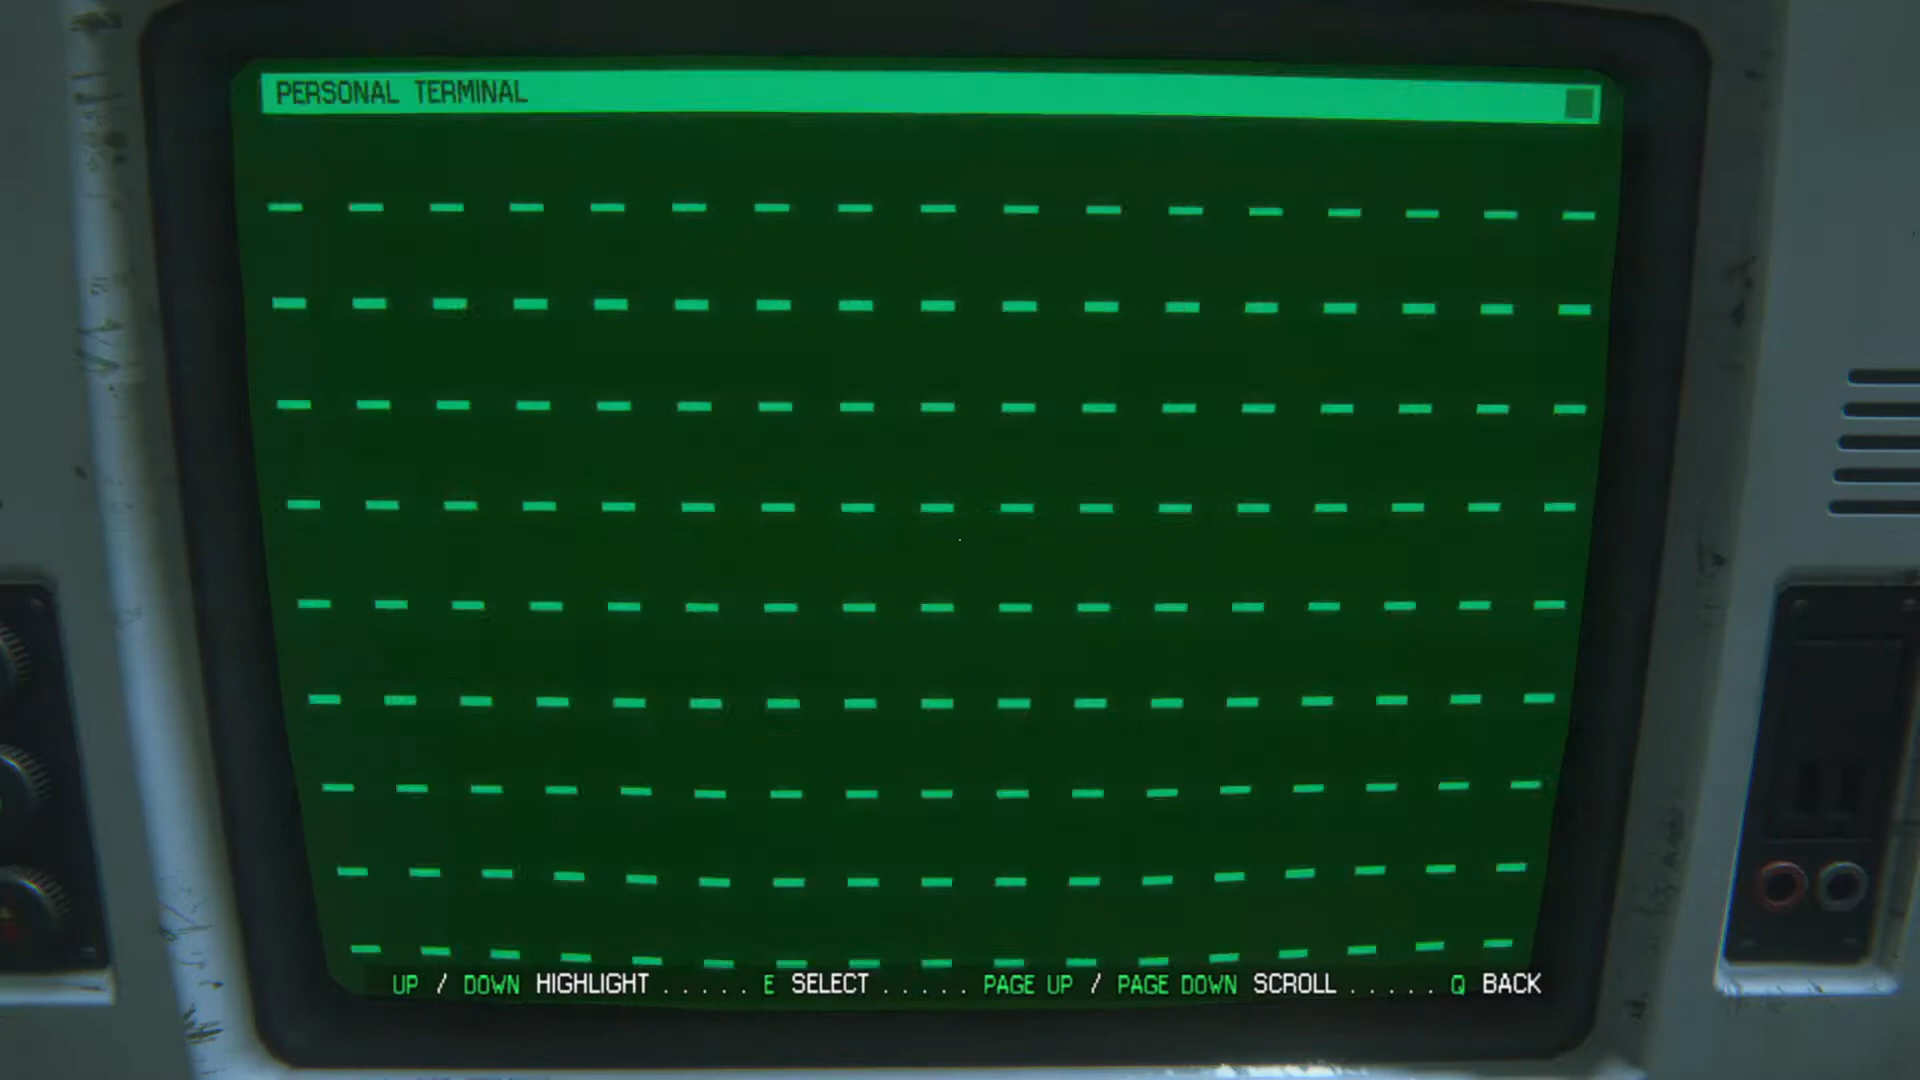 PERSONAL TERMINAL
UP / DOWN HIGHLIGHT ..... E SELECT ..... PAGE UP / PAGE DOWN SCROLL ..... Q BACK